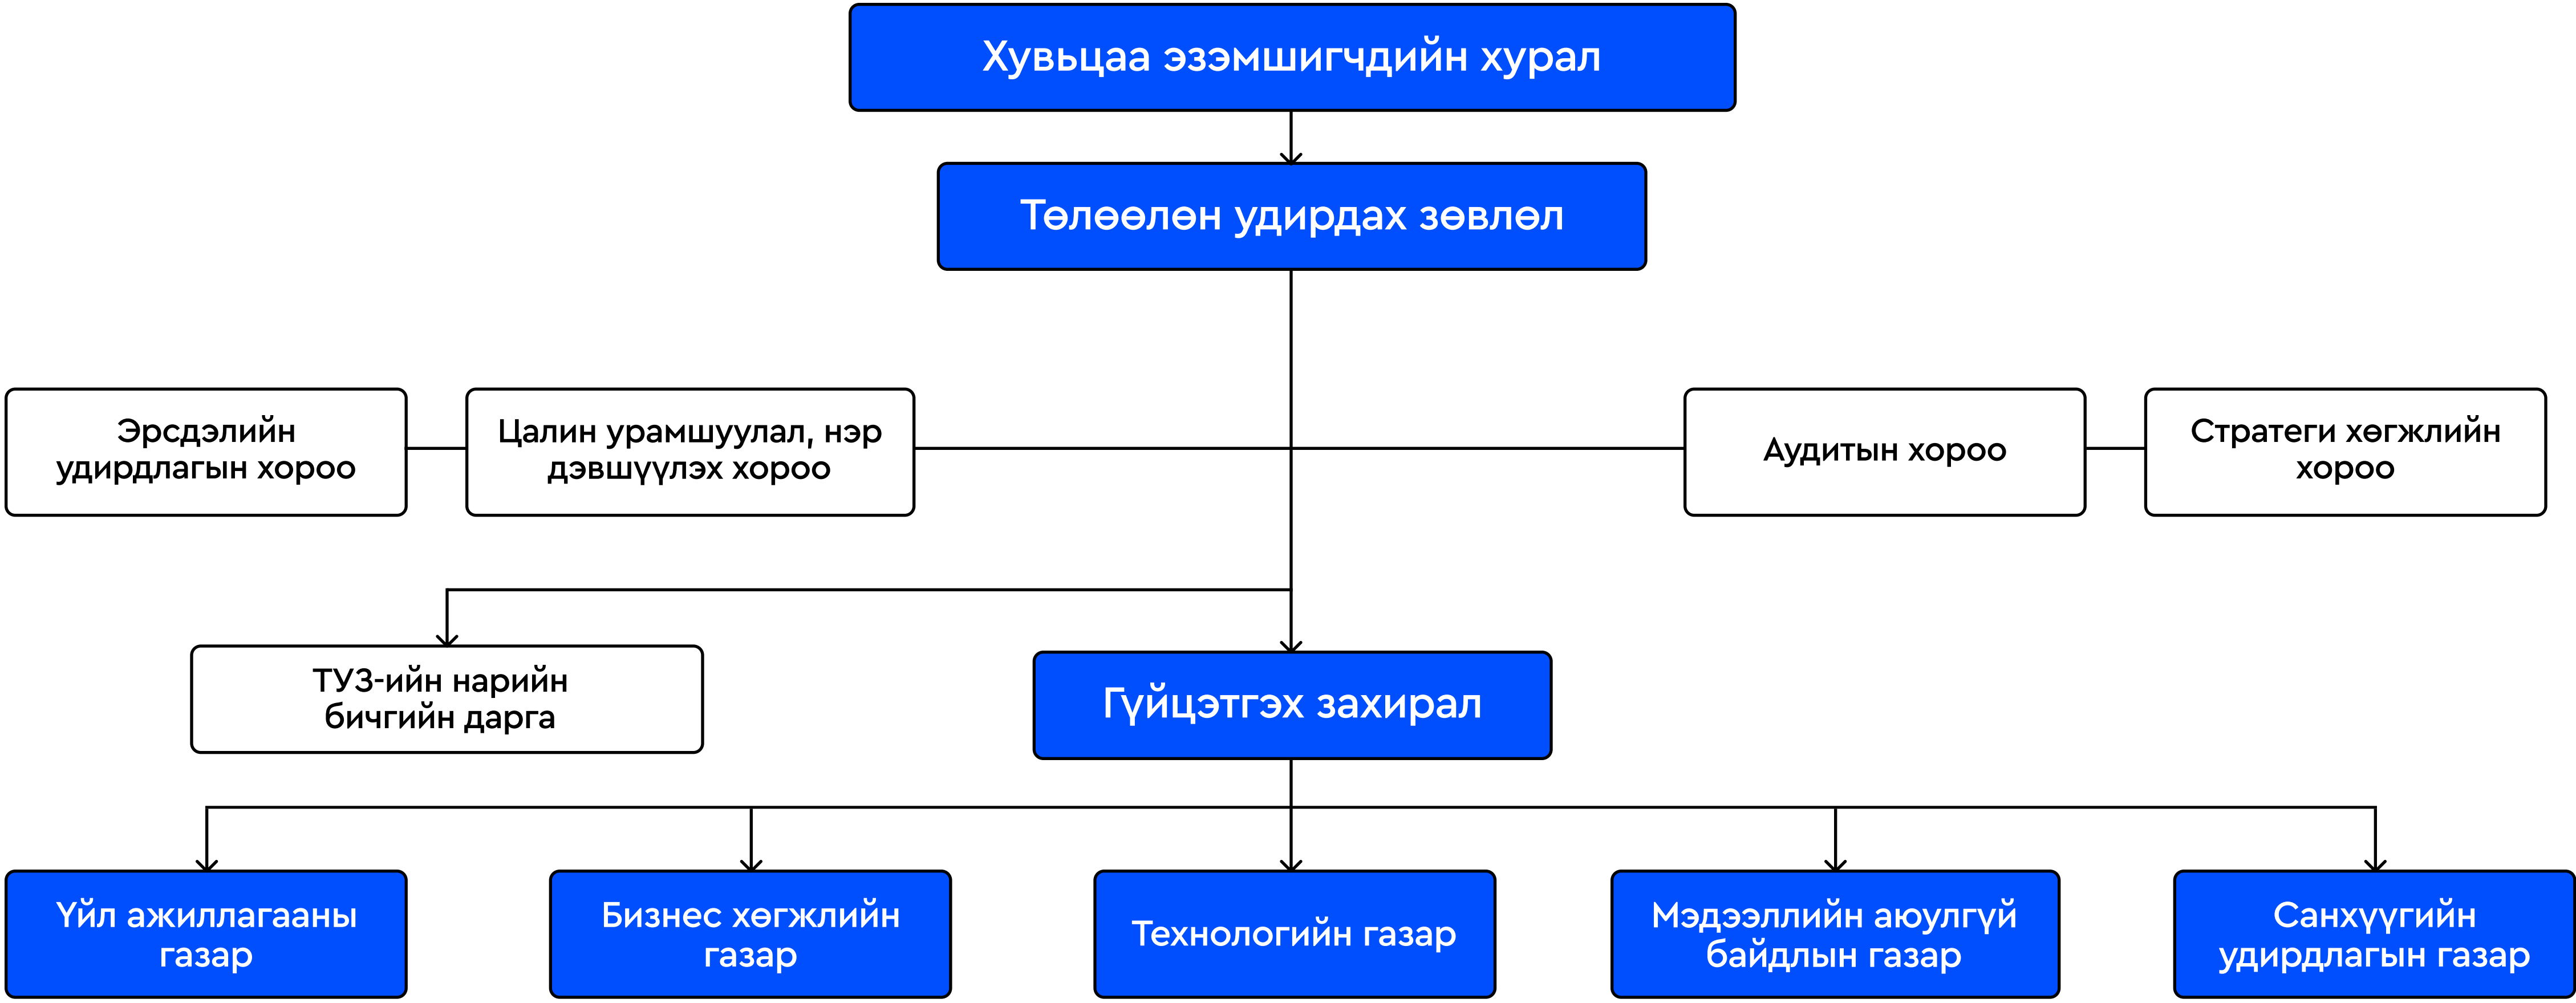 Хувьцаа эзэмшигчдийн хурал
Төлөөлөн удирдах зөвлөл
Эрсдэлийн
удирдлагын хороо
Цалин урамшуулал, нэр
дэвшүүлэх хороо
Аудитын хороо
Стратеги хөгжлийн
хороо
ТУЗ-ийн нарийн
бичгийн дарга
Гүйцэтгэх захирал
Үйл ажиллагааны
газар
Бизнес хөгжлийн
газар
Технологийн газар
Мэдээллийн аюулгүй
байдлын газар
Санхүүгийн
удирдлагын газар